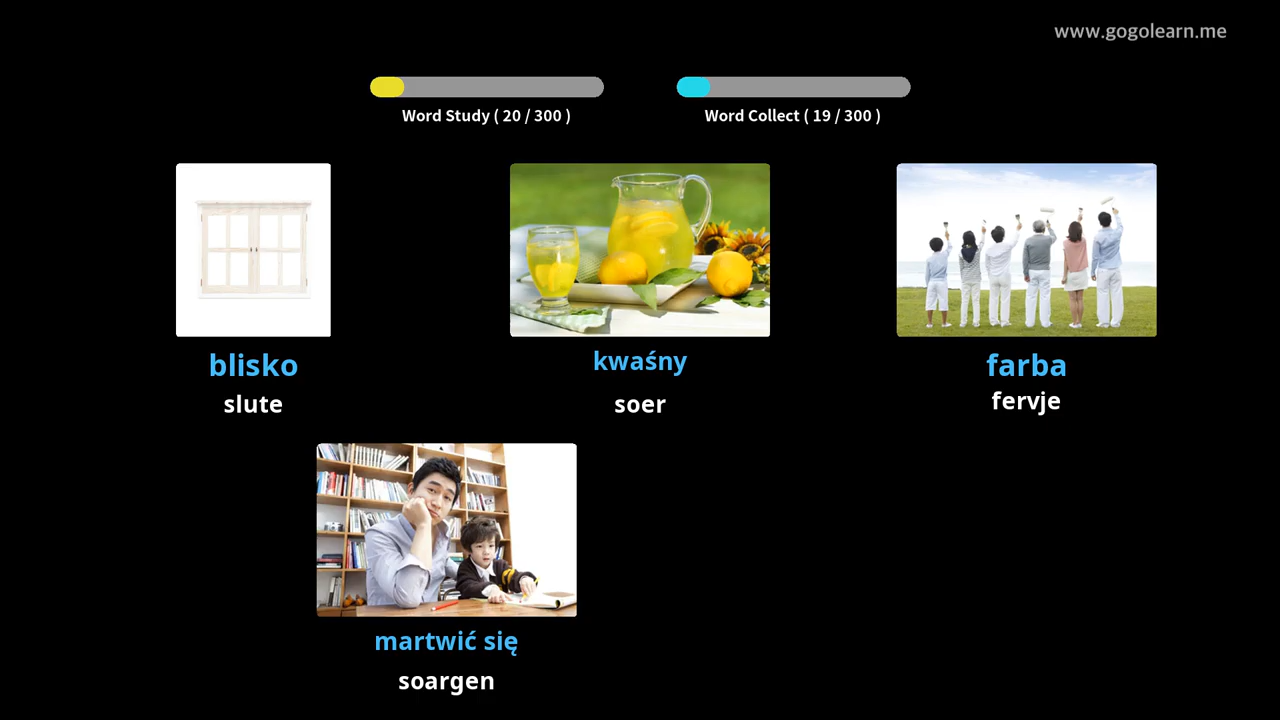 www.gogolearn.me
Word Study ( 20 / 300 )
Word Collect ( 19 / 300 )
blisko
slute
kwaśny
soer
farba
fervje
martwić się
soargen